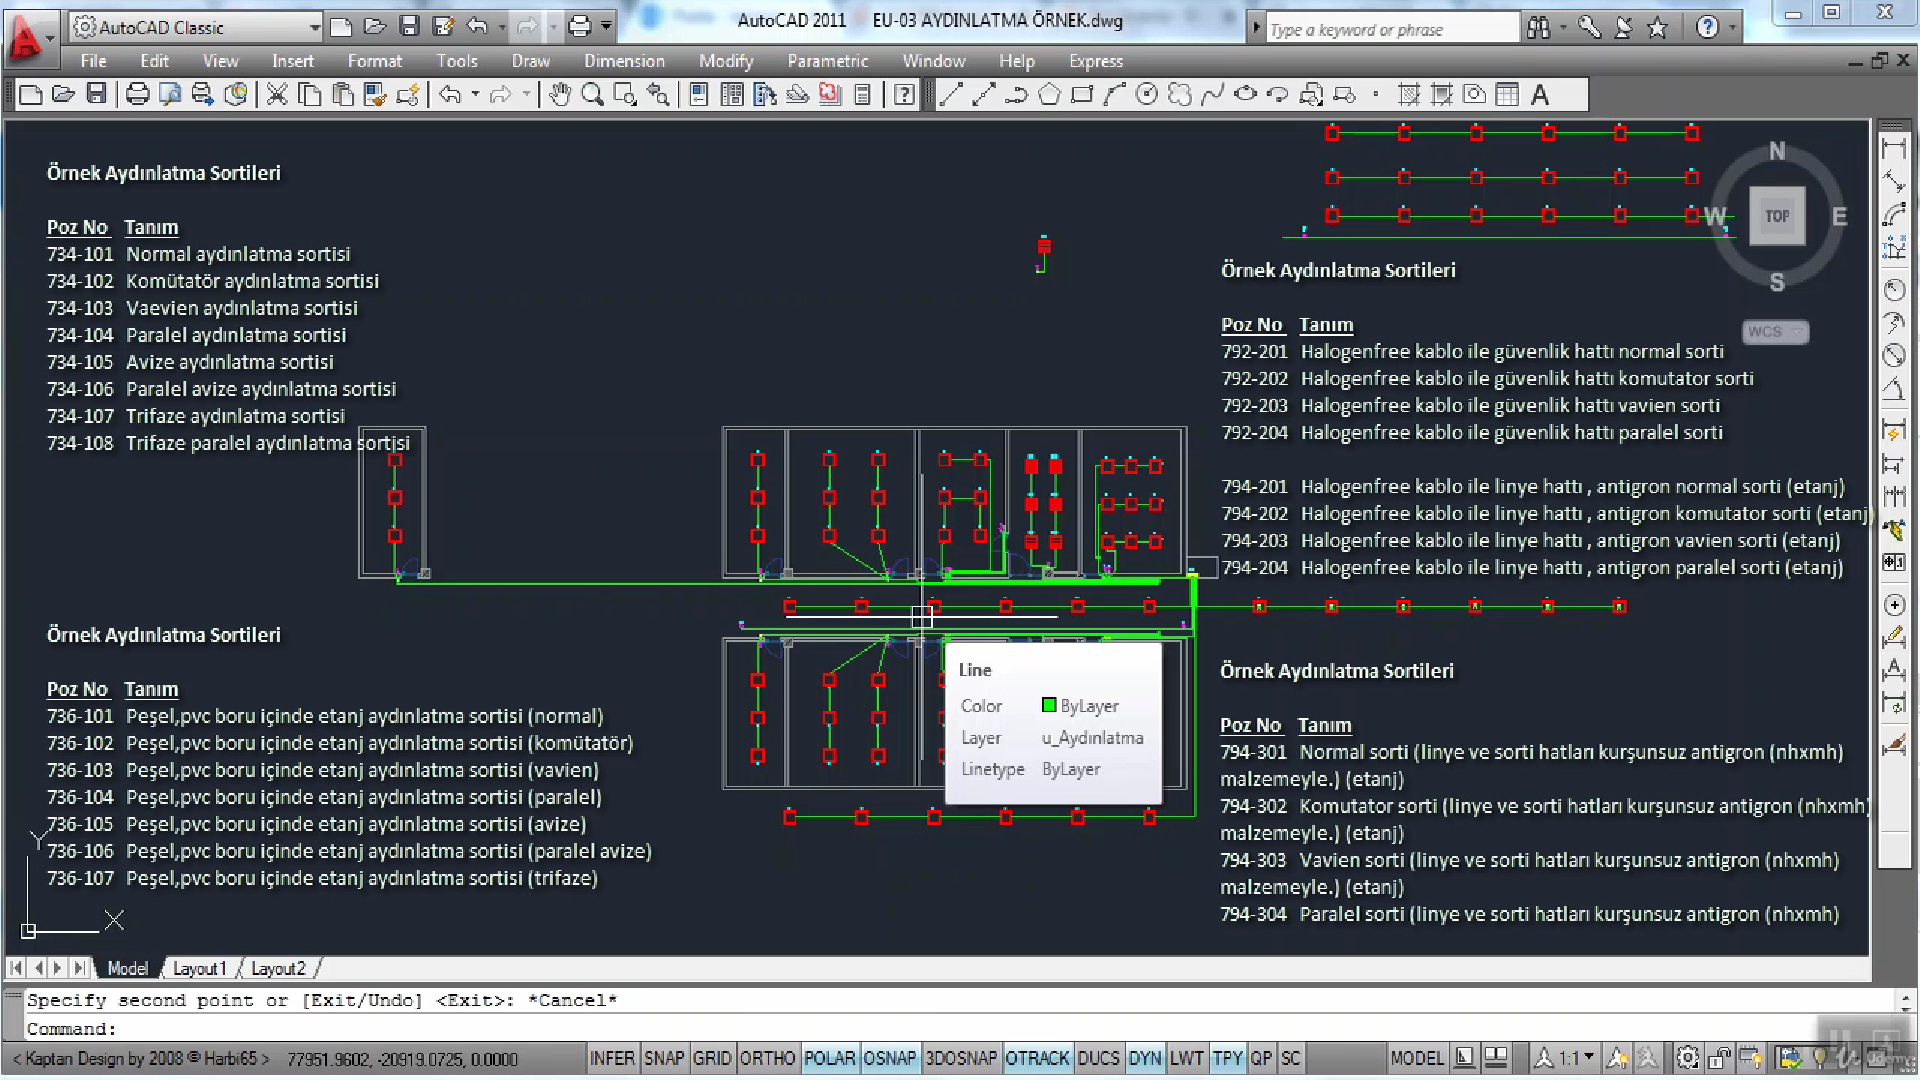 AutoCAD Classic
AutoCAD 2011 EU-03 AYDINLATMA ÖRNEK.dwg
Type a keyword or phrase
File Edit View Insert Format Tools Draw Dimension Modify Parametric Window Help Express
Örnek Aydınlatma Sortileri
Poz No Tanım
734-101 Normal aydınlatma sortisi
734-102 Komütatör aydınlatma sortisi
734-103 Vaevien aydınlatma sortisi
734-104 Paralel aydınlatma sortisi
734-105 Avize aydınlatma sortisi
734-106 Paralel avize aydınlatma sortisi
734-107 Trifaze aydınlatma sortisi
734-108 Trifaze paralel aydınlatma sortisi
N
W TOP E
S
WCS
Örnek Aydınlatma Sortileri
Poz No Tanım
792-201 Halogenfree kablo ile güvenlik hattı normal sorti
792-202 Halogenfree kablo ile güvenlik hattı komutator sorti
792-203 Halogenfree kablo ile güvenlik hattı vavien sorti
792-204 Halogenfree kablo ile güvenlik hattı paralel sorti
794-201 Halogenfree kablo ile linye hattı , antigron normal sorti (etanj)
794-202 Halogenfree kablo ile linye hattı , antigron komutator sorti (etanj)
794-203 Halogenfree kablo ile linye hattı , antigron vavien sorti (etanj)
794-204 Halogenfree kablo ile linye hattı , antigron paralel sorti (etanj)
Örnek Aydınlatma Sortileri
Poz No Tanım
736-101 Peşel,pvc boru içinde etanj aydınlatma sortisi (normal)
736-102 Peşel,pvc boru içinde etanj aydınlatma sortisi (komütatör)
736-103 Peşel,pvc boru içinde etanj aydınlatma sortisi (vavien)
736-104 Peşel,pvc boru içinde etanj aydınlatma sortisi (paralel)
736-105 Peşel,pvc boru içinde etanj aydınlatma sortisi (avize)
736-106 Peşel,pvc boru içinde etanj aydınlatma sortisi (paralel avize)
736-107 Peşel,pvc boru içinde etanj aydınlatma sortisi (trifaze)
Line
Color ByLayer
Layer u_Aydınlatma
Linetype ByLayer
Örnek Aydınlatma Sortileri
Poz No Tanım
794-301 Normal sorti (linye ve sorti hatları kurşunsuz antigron (nhxmh)
malzemeyle.) (etanj)
794-302 Komutator sorti (linye ve sorti hatları kurşunsuz antigron (nhxmh)
malzemeyle.) (etanj)
794-303 Vavien sorti (linye ve sorti hatları kurşunsuz antigron (nhxmh)
malzemeyle.) (etanj)
794-304 Paralel sorti (linye ve sorti hatları kurşunsuz antigron (nhxmh)
Y
X
Model Layout1 Layout2
Specify second point or [Exit/Undo] <Exit>: *Cancel*
Command:
< Kaptan Design by 2008 ® Harbi65 > 77951.9602, -20919.0725, 0.0000 INFER SNAP GRID ORTHO POLAR OSNAP 3DOSNAP OTRACK DUCS DYN LWT TPY QP SC MODEL 1:1
Udemy